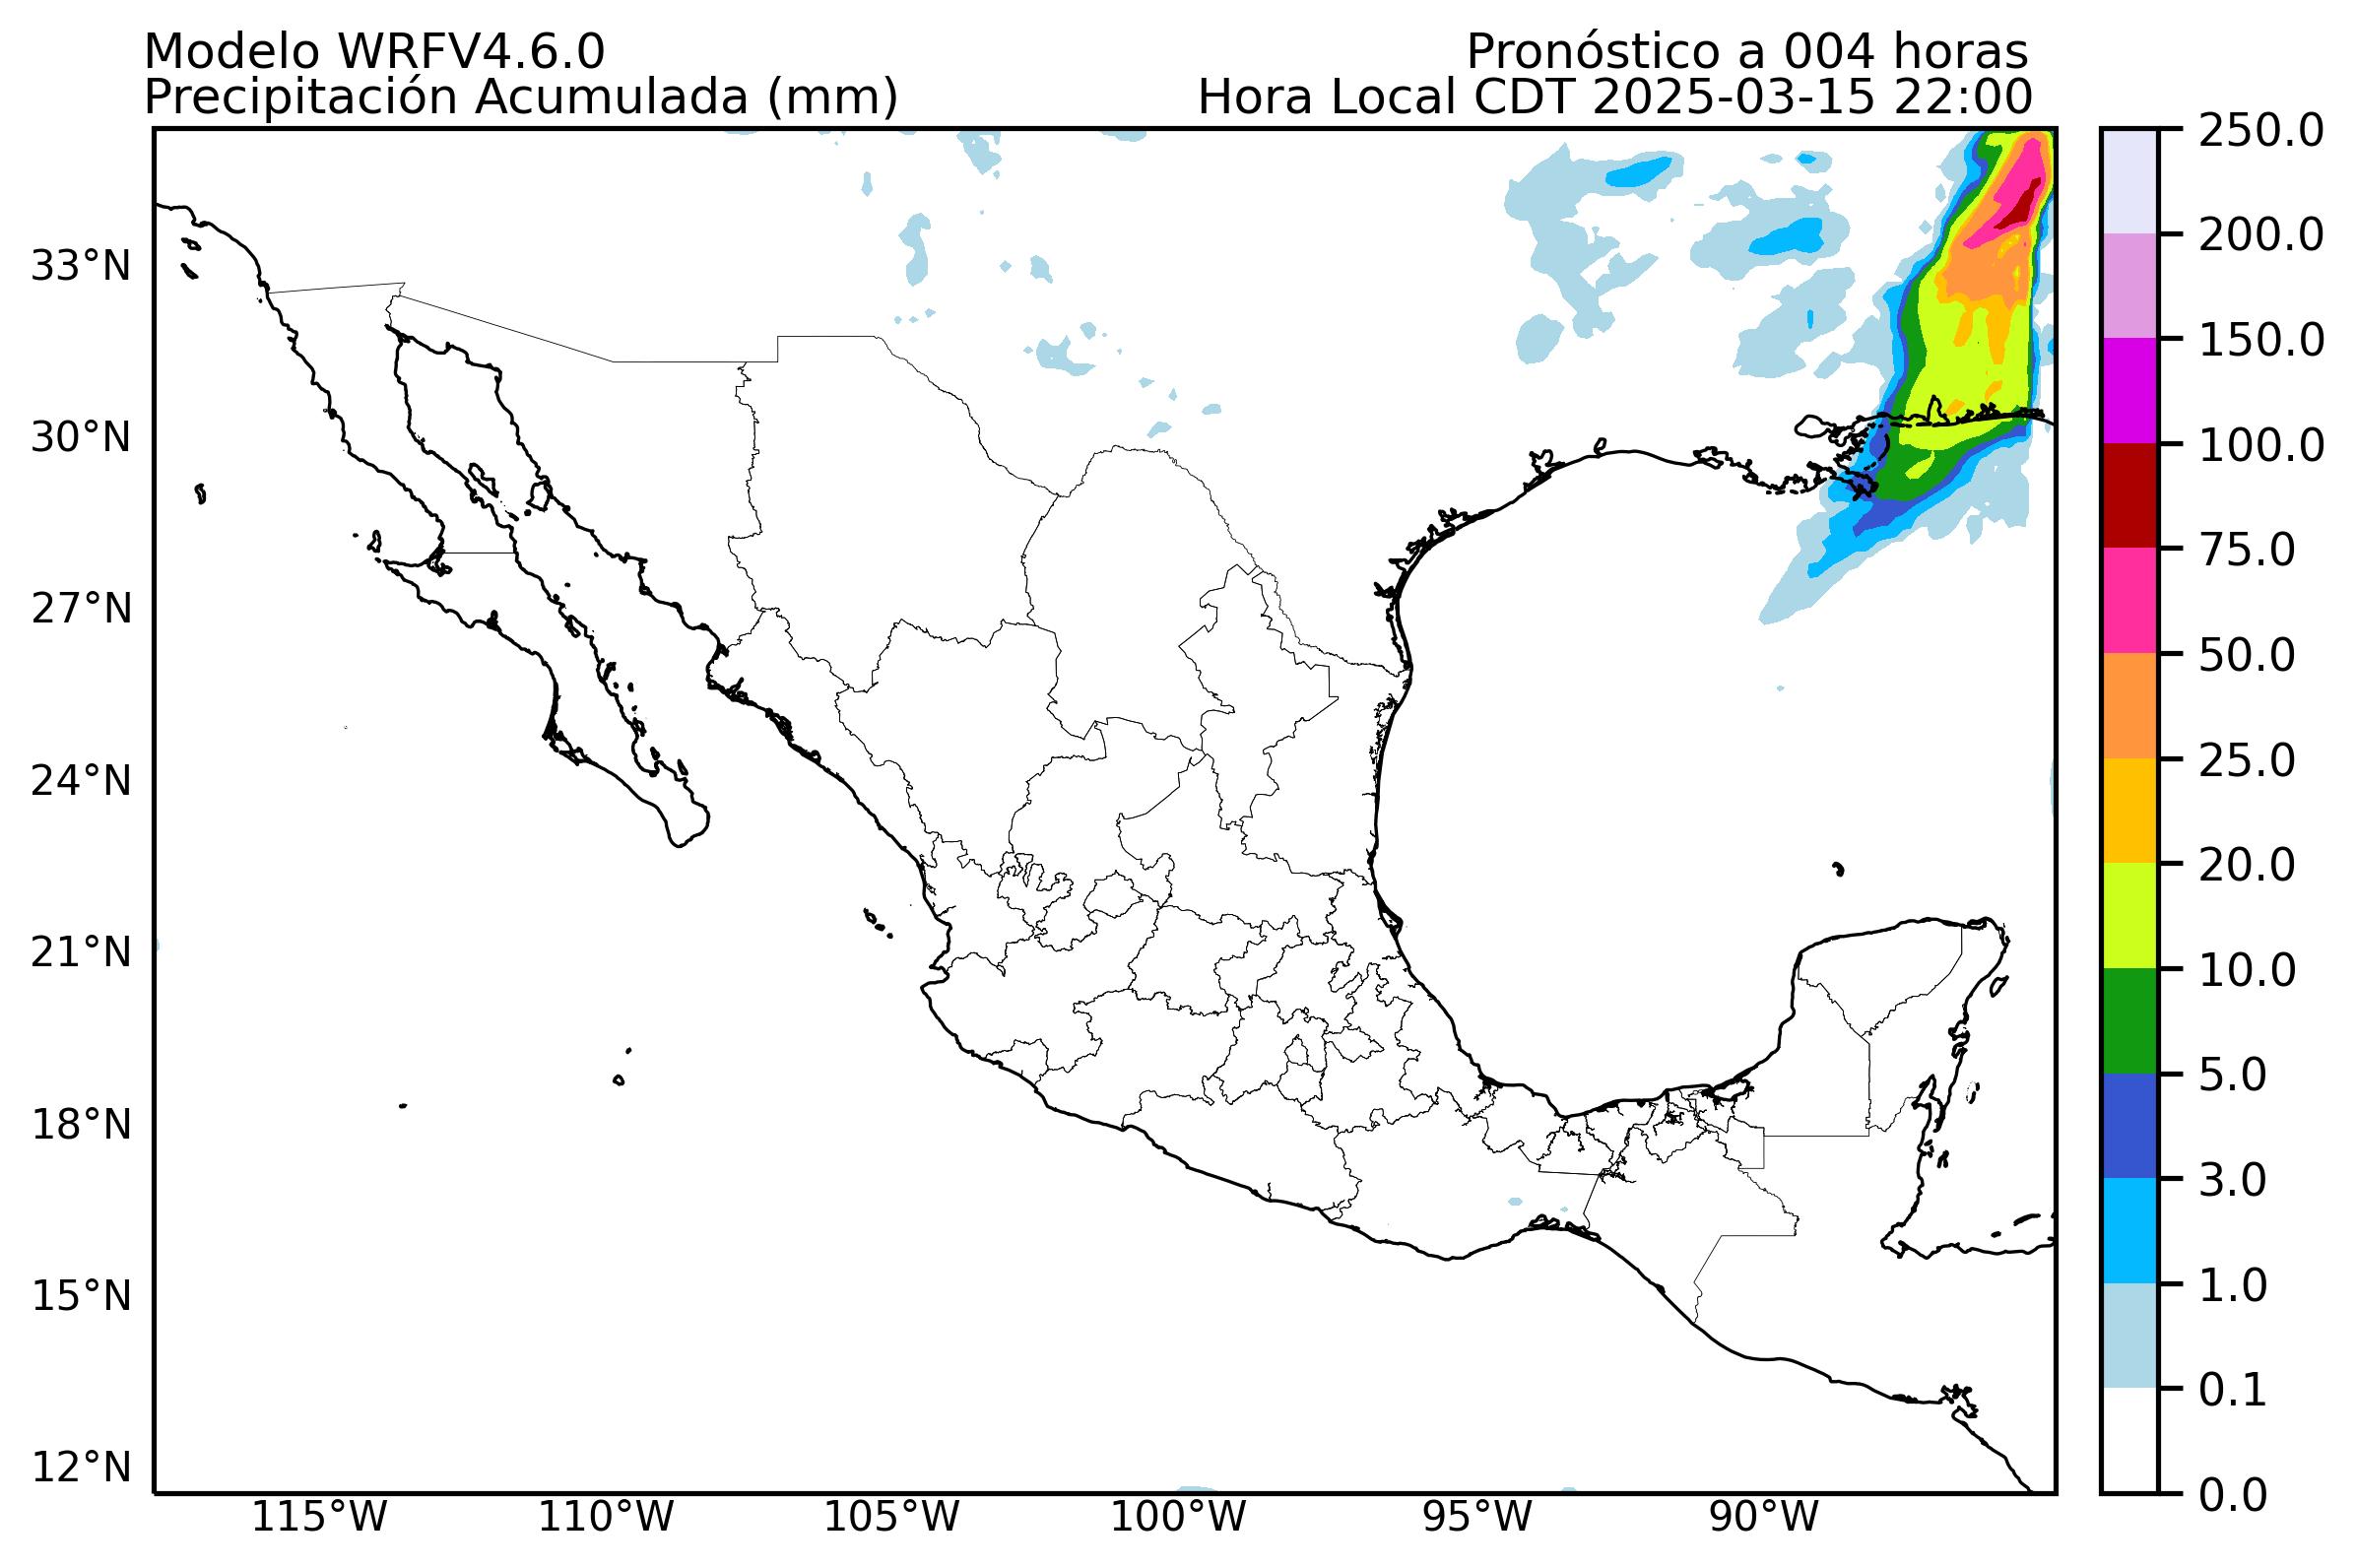 Modelo WRFV4.6.0
Pronóstico a 004 horas
Precipitación Acumulada (mm)
Hora Local CDT 2025-03-15 22:00
33°N
30°N
27°N
24°N
21°N
18°N
15°N
12°N
115°W
110°W
105°W
100°W
95°W
90°W
250.0
200.0
150.0
100.0
75.0
50.0
25.0
20.0
10.0
5.0
3.0
1.0
0.1
0.0